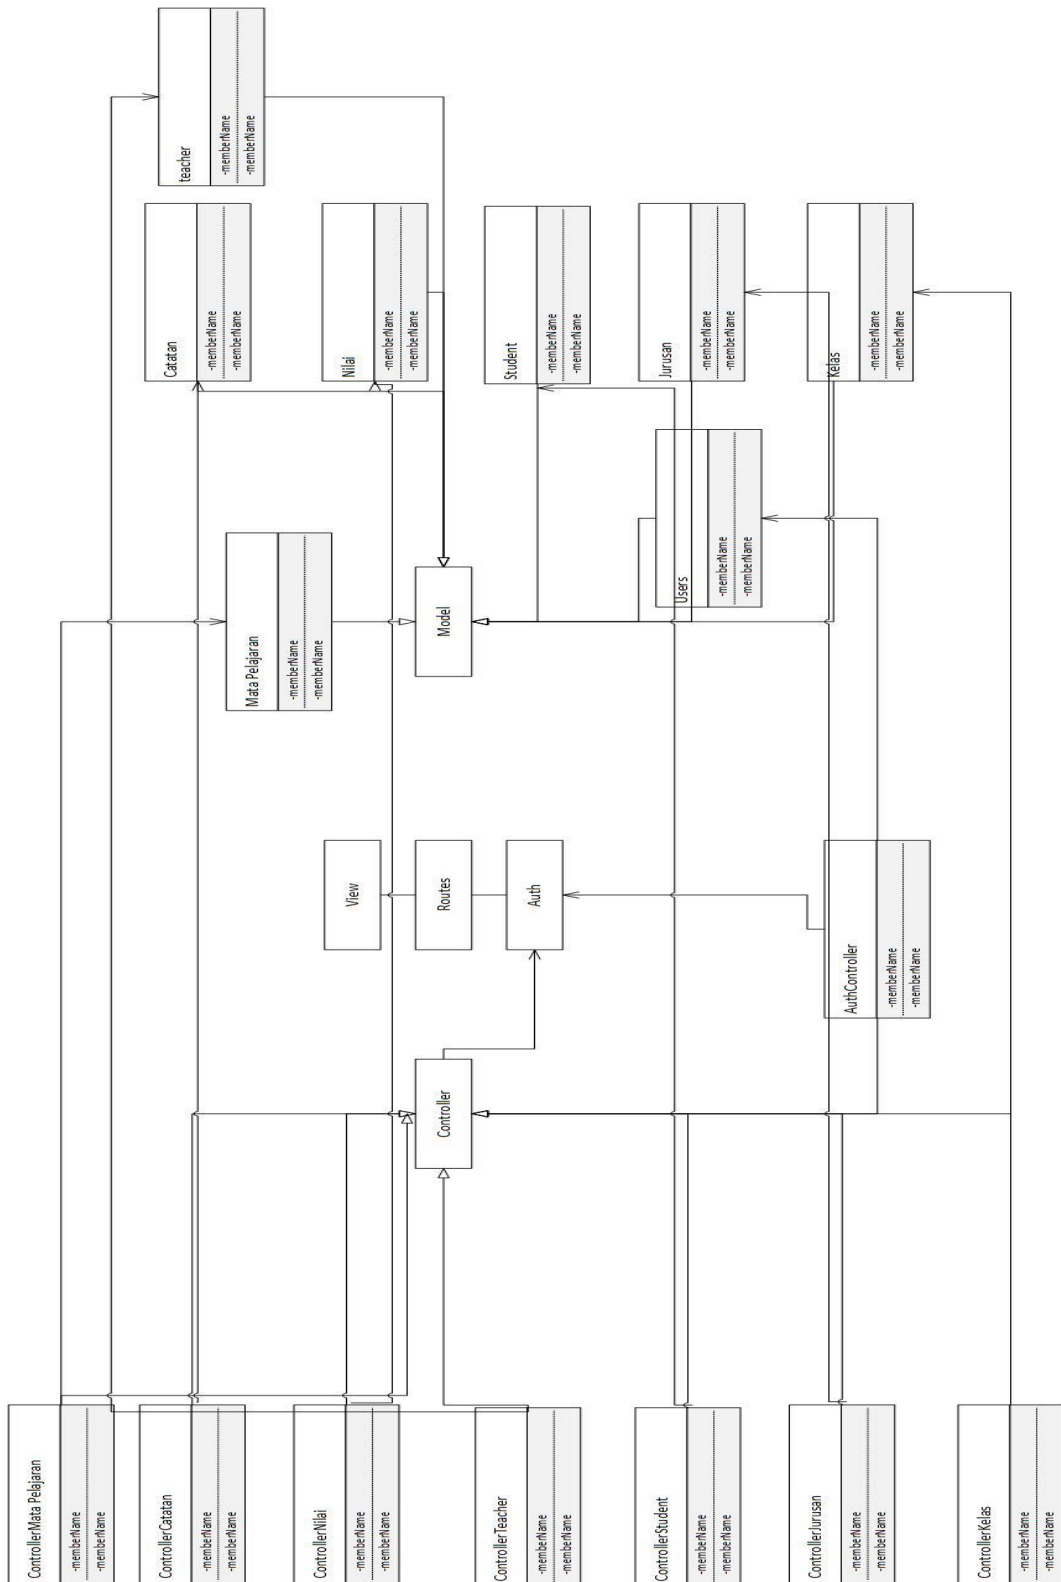 ControllerMata Pelajaran
-memberName
-memberName
ControllerCatatan
-memberName
-memberName
ControllerNilai
-memberName
-memberName
ControllerTeacher
-memberName
-memberName
ControllerStudent
-memberName
-memberName
ControllerJurusan
-memberName
-memberName
ControllerKelas
-memberName
-memberName
Controller
View
Routes
Auth
AuthController
-memberName
-memberName
Mata Pelajaran
-memberName
-memberName
Model
Users
-memberName
-memberName
Catatan
-memberName
-memberName
Nilai
-memberName
-memberName
Student
-memberName
-memberName
Jurusan
-memberName
-memberName
Kelas
-memberName
-memberName
teacher
-memberName
-memberName